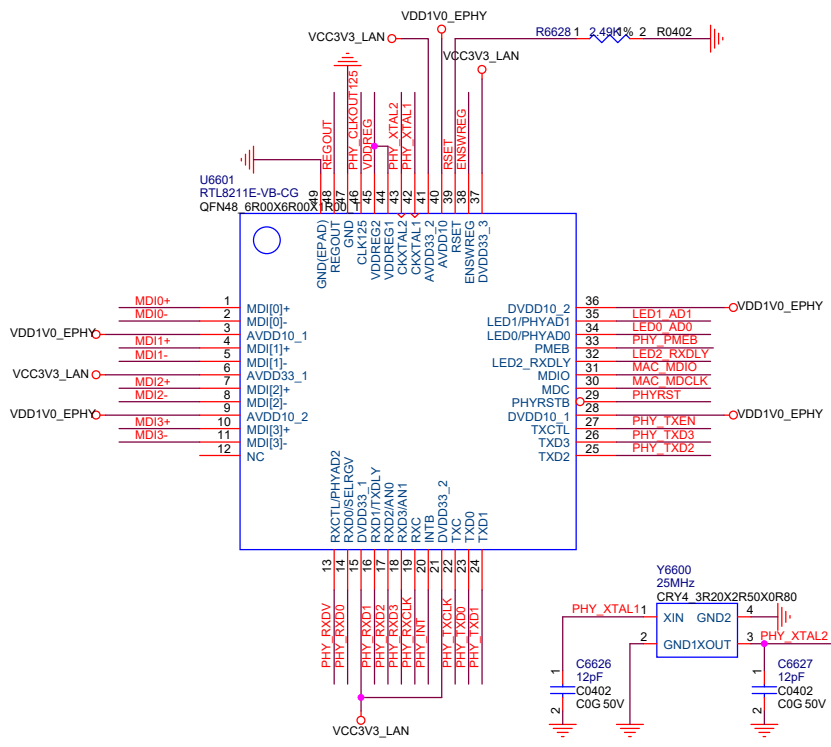 VDD1V0_EPHY
VCC3V3_LAN
R6628 1 2.49K1% 2 R0402
VCC3V3_LAN
REGOUT
PHY_CLKOUT125
VDDREG
PHY_XTAL2
PHY_XTAL1
RSET
ENSWREG
U6601
RTL8211E-VB-CG
QFN48_6R00X6R00X1R00_1
49 48 47 46 45 44 43 42 41 40 39 38 37
GND(EPAD)
REGOUT
GND
CLK125
VDDREG2
VDDREG1
CKXTAL2
CKXTAL1
AVDD33_2
AVDD10
RSET
ENSWREG
DVDD33_3
MDI0+ 1 MDI[0]+
MDI0- 2 MDI[0]-
VDD1V0_EPHY 3 AVDD10_1
MDI1+ 4 MDI[1]+
MDI1- 5 MDI[1]-
VCC3V3_LAN 6 AVDD33_1
MDI2+ 7 MDI[2]+
MDI2- 8 MDI[2]-
VDD1V0_EPHY 9 AVDD10_2
MDI3+ 10 MDI[3]+
MDI3- 11 MDI[3]-
12 NC
DVDD10_2 36 VDD1V0_EPHY
LED1/PHYAD1 35 LED1_AD1
LED0/PHYAD0 34 LED0_AD0
PMEB 33 PHY_PMEB
LED2_RXDLY 32 LED2_RXDLY
MDIO 31 MAC_MDIO
MDC 30 MAC_MDCLK
PHYRSTB 29 PHYRST
DVDD10_1 28 VDD1V0_EPHY
TXCTL 27 PHY_TXEN
TXD3 26 PHY_TXD3
TXD2 25 PHY_TXD2
RXCTL/PHYAD2
RXD0/SELRGV
DVDD33_1
RXD1/TXDLY
RXD2/AN0
RXD3/AN1
RXC
INTB
DVDD33_2
TXC
TXD0
TXD1
13 14 15 16 17 18 19 20 21 22 23 24
PHY_RXDV
PHY_RXD0
PHY_RXD1
PHY_RXD2
PHY_RXD3
PHY_RXCLK
PHY_INT
PHY_TXCLK
PHY_TXD0
PHY_TXD1
VCC3V3_LAN
Y6600
25MHz
CRY4_3R20X2R50X0R80
PHY_XTAL1 1 XIN GND2 4
2 GND1 XOUT 3 PHY_XTAL2
1 C6626
12pF
C0402
2 C0G 50V
1 C6627
12pF
C0402
2 C0G 50V